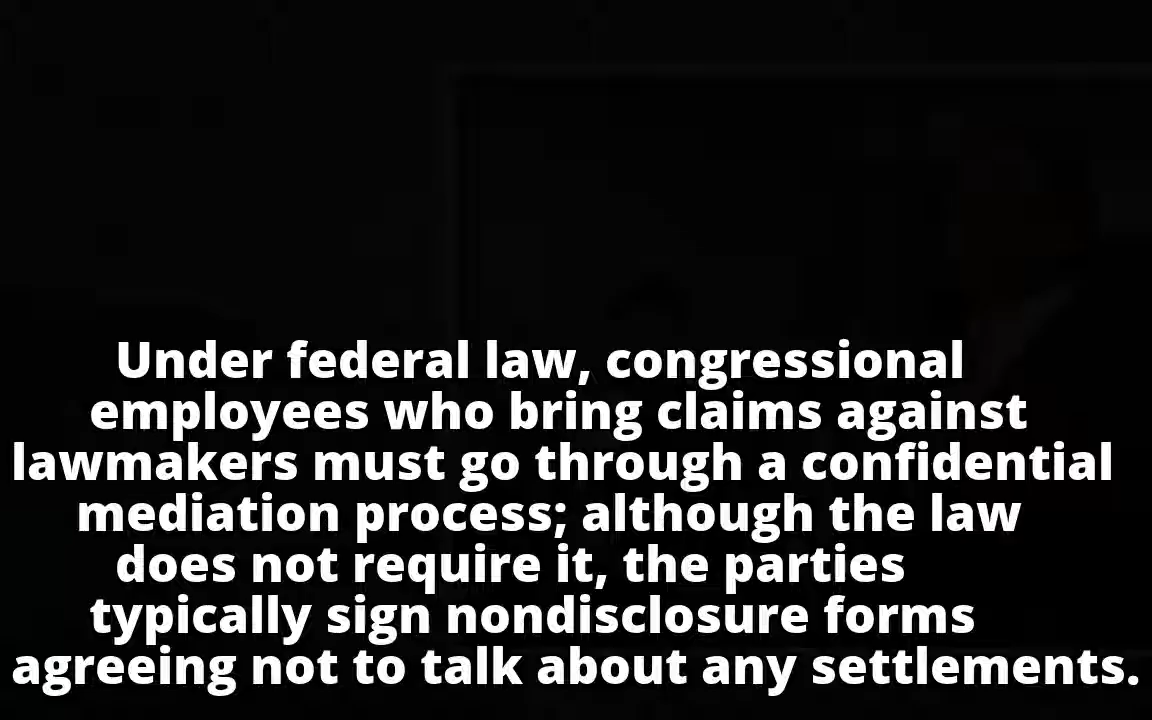 Under federal law, congressional
employees who bring claims against
lawmakers must go through a confidential
mediation process; although the law
does not require it, the parties
typically sign nondisclosure forms
agreeing not to talk about any settlements.